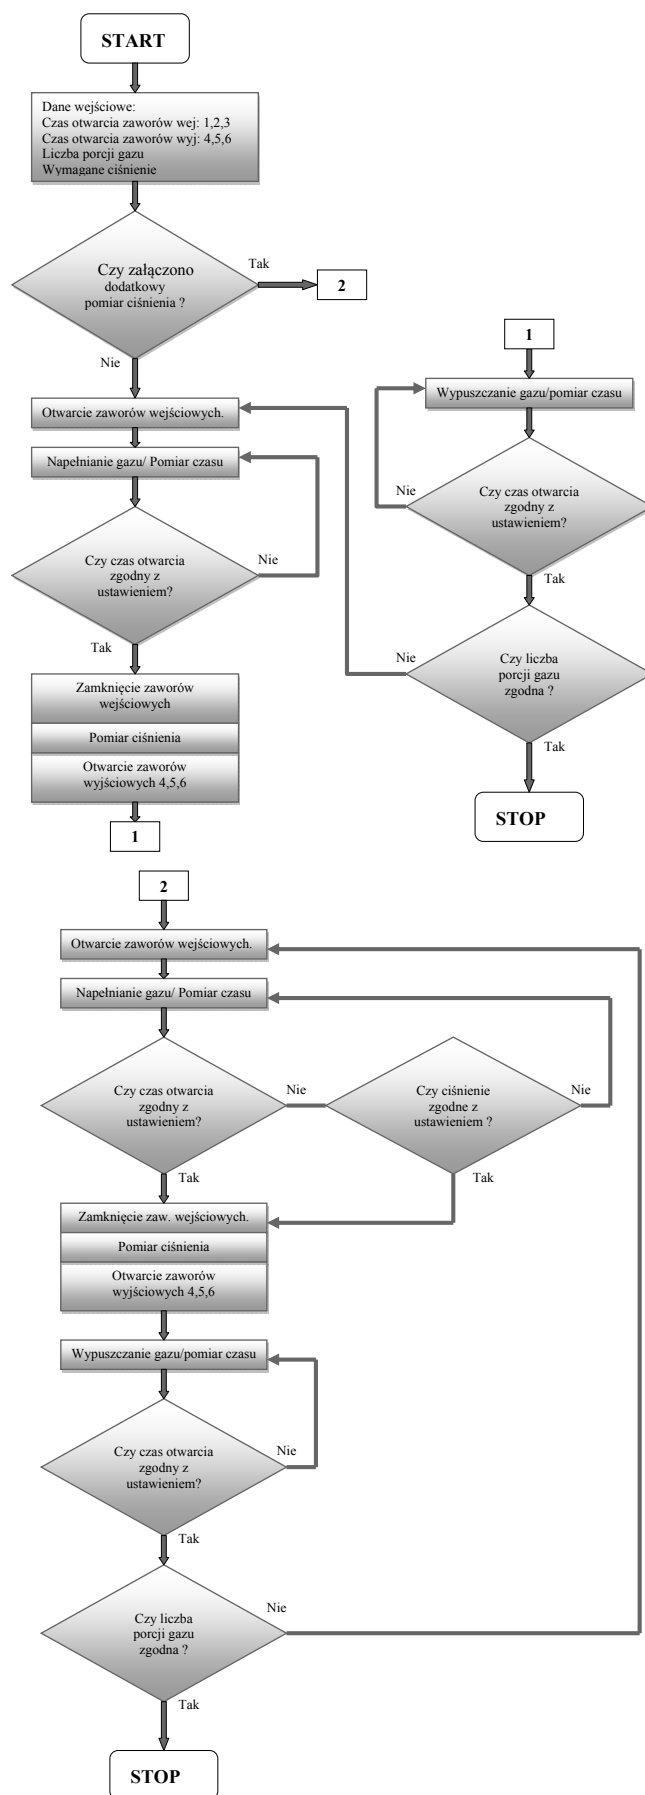 START
Dane wejściowe:
Czas otwarcia zaworów wej: 1,2,3
Czas otwarcia zaworów wyj: 4,5,6
Liczba porcji gazu
Wymagane ciśnienie
Czy załączono
dodatkowy
pomiar ciśnienia ?
Tak
2
Nie
Otwarcie zaworów wejściowych.
Napełnianie gazu/ Pomiar czasu
Czy czas otwarcia
zgodny z
ustawieniem?
Nie
Tak
Zamknięcie zaworów
wejściowych
Pomiar ciśnienia
Otwarcie zaworów
wyjściowych 4,5,6
1
1
Wypuszczanie gazu/pomiar czasu
Czy czas otwarcia
zgodny z
ustawieniem?
Nie
Tak
Czy liczba
porcji gazu
zgodna ?
Nie
Tak
STOP
2
Otwarcie zaworów wejściowych.
Napełnianie gazu/ Pomiar czasu
Czy czas otwarcia
zgodny z
ustawieniem?
Nie
Czy ciśnienie
zgodne z
ustawieniem ?
Nie
Tak
Tak
Zamknięcie zaw. wejściowych.
Pomiar ciśnienia
Otwarcie zaworów
wyjściowych 4,5,6
Wypuszczanie gazu/pomiar czasu
Czy czas otwarcia
zgodny z
ustawieniem?
Nie
Tak
Czy liczba
porcji gazu
zgodna ?
Nie
Tak
STOP